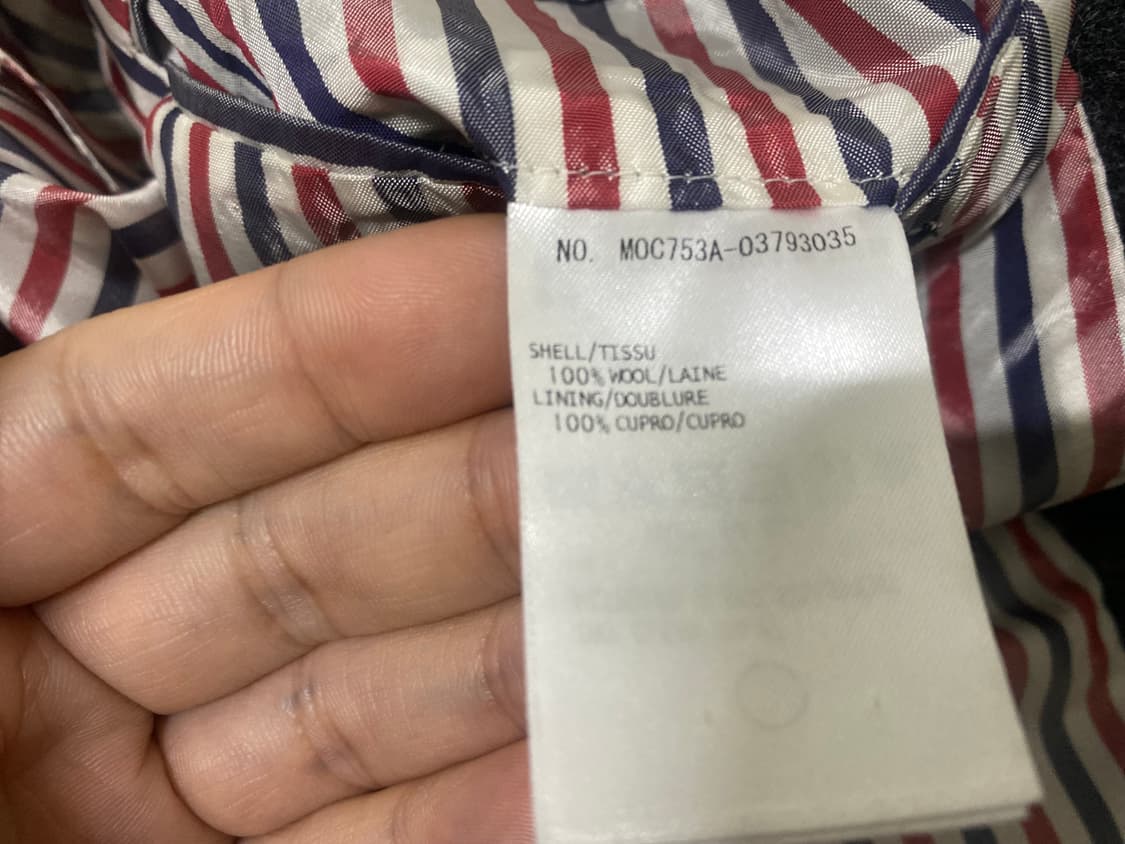 NO. MOC753A-03793035
SHELL/TISSU
100% WOOL/LAINE
LINING/DOUBLURE
100% CUPRO/CUPRO